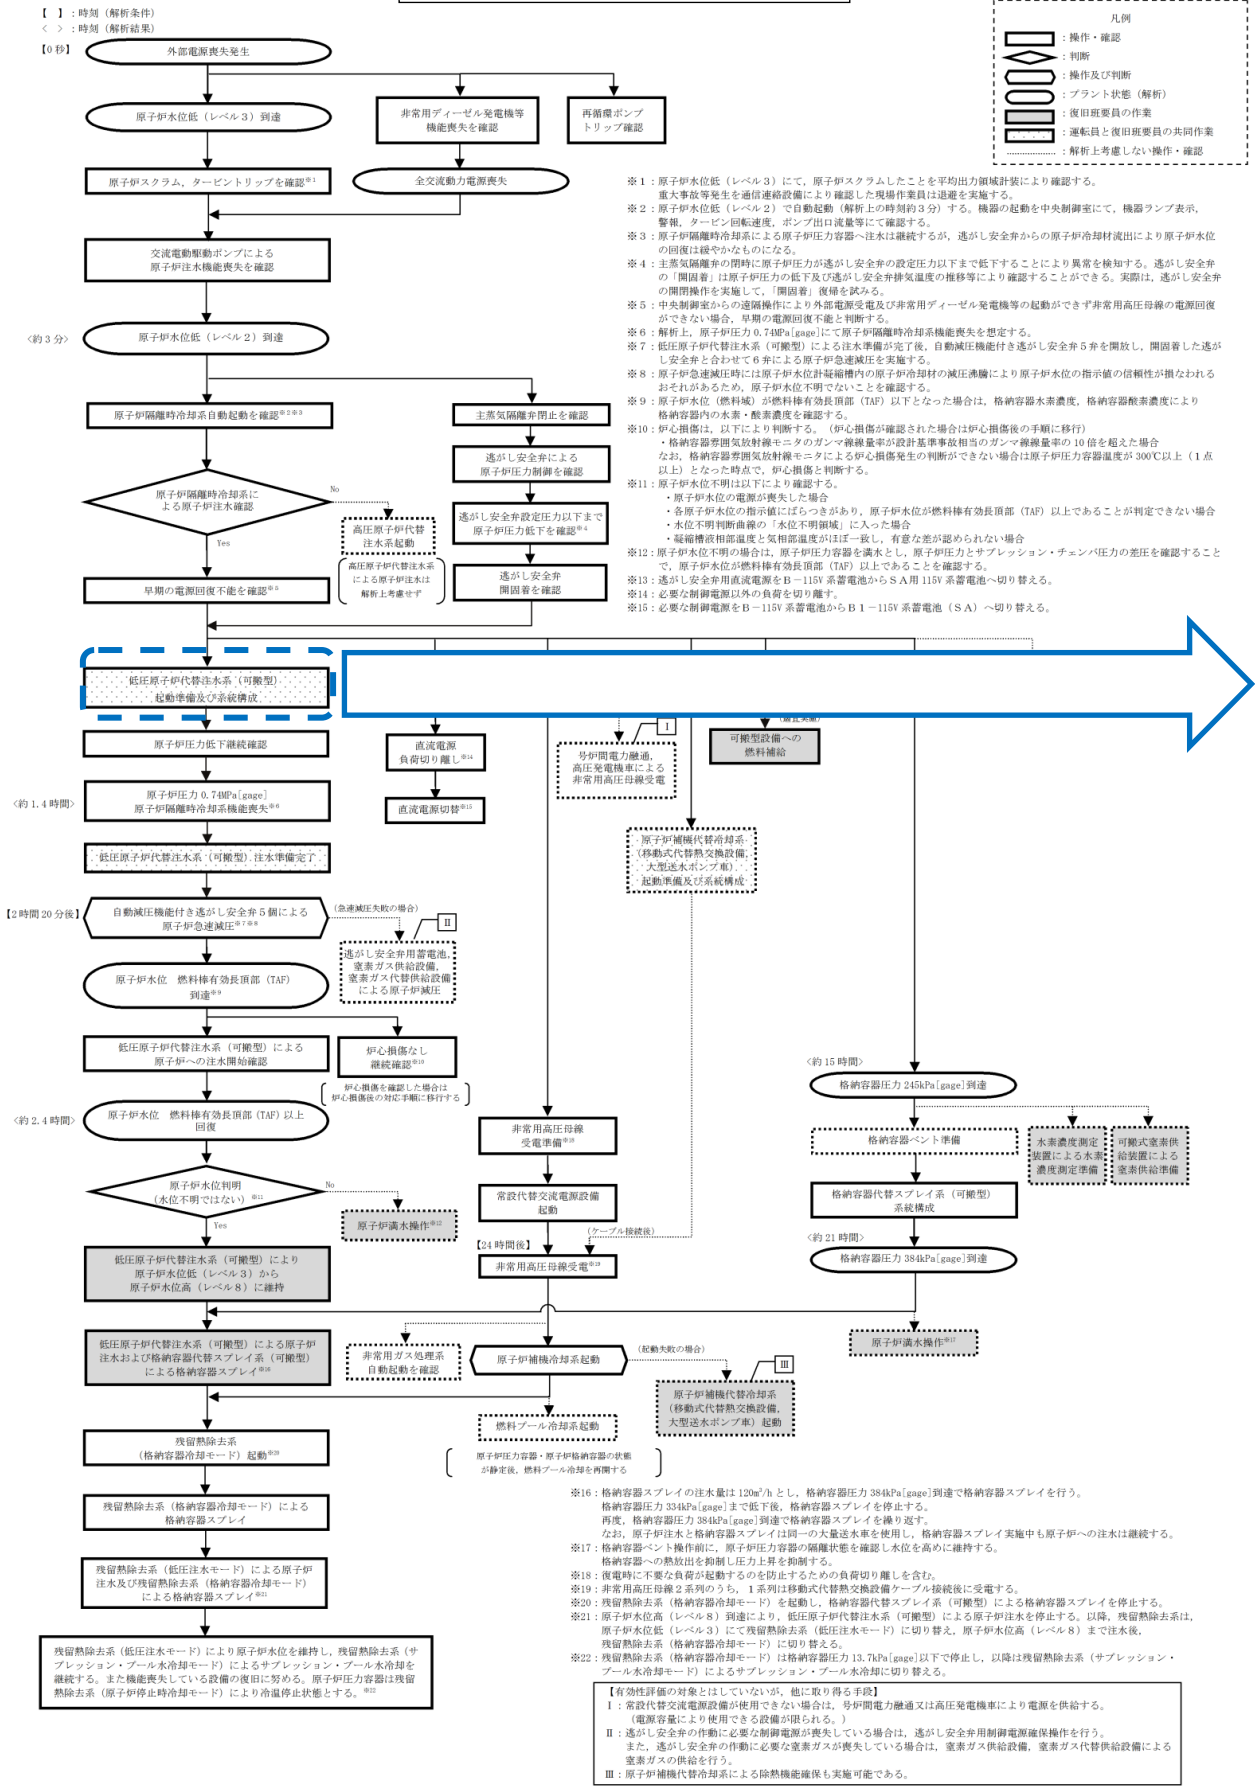 【　】：時刻（解析条件）
〈　〉：時刻（解析結果）
【0秒】
外部電源喪失発生
凡例
：操作・確認
：判断
：操作及び判断
：プラント状態（解析）
：復旧班要員の作業
：運転員と復旧班要員の共同作業
：解析上考慮しない操作・確認
原子炉水位低（レベル３）到達
非常用ディーゼル発電機等
機能喪失を確認
再循環ポンプ
トリップ確認
原子炉スクラム，タービントリップを確認※1
全交流動力電源喪失
交流電動駆動ポンプによる
原子炉注水機能喪失を確認
〈約３分〉
原子炉水位低（レベル２）到達
原子炉隔離時冷却系自動起動を確認※2※3
主蒸気隔離弁閉止を確認
逃がし安全弁による
原子炉圧力制御を確認
原子炉隔離時冷却系に
よる原子炉注水確認
No
Yes
高圧原子炉代替
注水系起動
高圧原子炉代替注水系
による原子炉注水は
解析上考慮せず
逃がし安全弁設定圧力以下まで
原子炉圧力低下を確認※4
逃がし安全弁
開固着を確認
早期の電源回復不能を確認※5
※１：原子炉水位低（レベル３）にて，原子炉スクラムしたことを平均出力領域計装により確認する。
重大事故等発生を通信連絡設備により確認した現場作業員は退避を実施する。
※２：原子炉水位低（レベル２）で自動起動（解析上の時刻約３分）する。機器の起動を中央制御室にて，機器ランプ表示，
警報，タービン回転速度，ポンプ出口流量等にて確認する。
※３：原子炉隔離時冷却系による原子炉圧力容器へ注水は継続するが，逃がし安全弁からの原子炉冷却材流出により原子炉水位
の回復は緩やかなものになる。
※４：主蒸気隔離弁の閉時に原子炉圧力が逃がし安全弁の設定圧力以下まで低下することにより異常を検知する。逃がし安全弁
の「開固着」は原子炉圧力の低下及び逃がし安全弁排気温度の推移等により確認することができる。実際は，逃がし安全弁
の開閉操作を実施して，「開固着」復帰を試みる。
※５：中央制御室からの遠隔操作により外部電源受電及び非常用ディーゼル発電機等の起動ができず非常用高圧母線の電源回復
ができない場合，早期の電源回復不能と判断する。
※６：解析上，原子炉圧力 0.74MPa[gage]にて原子炉隔離時冷却系機能喪失を想定する。
※７：低圧原子炉代替注水系（可搬型）による注水準備が完了後，自動減圧機能付き逃がし安全弁５弁を開放し，開固着した逃が
し安全弁と合わせて６弁による原子炉急速減圧を実施する。
※８：原子炉急速減圧時には原子炉水位計凝縮槽内の原子炉冷却材の減圧沸騰により原子炉水位の指示値の信頼性が損なわれる
おそれがあるため，原子炉水位不明でないことを確認する。
※９：原子炉水位（燃料域）が燃料棒有効長頂部（TAF）以下となった場合は，格納容器水素濃度，格納容器酸素濃度により
格納容器内の水素・酸素濃度を確認する。
※10：炉心損傷は，以下により判断する。（炉心損傷が確認された場合は炉心損傷後の手順に移行）
・格納容器雰囲気放射線モニタのガンマ線線量率が設計基準事故相当のガンマ線線量率の 10 倍を超えた場合
なお，格納容器雰囲気放射線モニタによる炉心損傷発生の判断ができない場合は原子炉圧力容器温度が 300℃以上（１点
以上）となった時点で，炉心損傷と判断する。
※11：原子炉水位不明は以下により確認する。
・原子炉水位の電源が喪失した場合
・各原子炉水位の指示値にばらつきがあり，原子炉水位が燃料棒有効長頂部（TAF）以上であることが判定できない場合
・水位不明判断曲線の「水位不明領域」に入った場合
・凝縮槽液相部温度と気相部温度がほぼ一致し，有意な差が認められない場合
※12：原子炉水位不明の場合は，原子炉圧力容器を満水とし，原子炉圧力とサプレッション・チェンバ圧力の差圧を確認すること
で，原子炉水位が燃料棒有効長頂部（TAF）以上であることを確認する。
※13：逃がし安全弁用直流電源をＢ－115V 系蓄電池からＳＡ用 115V 系蓄電池へ切り替える。
※14：必要な制御電源以外の負荷を切り離す。
※15：必要な制御電源をＢ－115V 系蓄電池からＢ１－115V 系蓄電池（ＳＡ）へ切り替える。
低圧原子炉代替注水系（可搬型）
起動準備及び系統構成
原子炉圧力低下継続確認
直流電源
負荷切り離し※14
直流電源切替※15
Ⅰ
号炉間電力融通，
高圧発電機車による
非常用高圧母線受電
可搬型設備への
燃料補給
〈約 1.4 時間〉
原子炉圧力 0.74MPa[gage]
原子炉隔離時冷却系機能喪失※6
低圧原子炉代替注水系（可搬型）注水準備完了
原子炉補機代替冷却系
（移動式代替熱交換設備，
大型送水ポンプ車）
起動準備及び系統構成
【2 時間 20 分後】
自動減圧機能付き逃がし安全弁５個による
原子炉急速減圧※7※8
（急速減圧失敗の場合）
Ⅱ
逃がし安全弁用蓄電池，
窒素ガス供給設備，
窒素ガス代替供給設備
による原子炉減圧
原子炉水位　燃料棒有効長頂部（TAF）
到達※9
低圧原子炉代替注水系（可搬型）による
原子炉への注水開始確認
炉心損傷なし
継続確認※10
炉心損傷を確認した場合は
炉心損傷後の対応手順に移行する
〈約 2.4 時間〉
原子炉水位　燃料棒有効長頂部（TAF）以上
回復
〈約 15 時間〉
格納容器圧力 245kPa[gage]到達
非常用高圧母線
受電準備※18
格納容器ベント準備
水素濃度測定
装置による水素
濃度測定準備
可搬式窒素供
給装置による
窒素供給準備
原子炉水位判明
（水位不明ではない）※11
No
Yes
原子炉満水操作※12
常設代替交流電源設備
起動
格納容器代替スプレイ系（可搬型）
系統構成
（ケーブル接続後）
【24 時間後】
非常用高圧母線受電※19
〈約 21 時間〉
格納容器圧力 384kPa[gage]到達
低圧原子炉代替注水系（可搬型）により
原子炉水位低（レベル３）から
原子炉水位高（レベル８）に維持
低圧原子炉代替注水系（可搬型）による原子炉
注水および格納容器代替スプレイ系（可搬型）
による格納容器スプレイ※16
非常用ガス処理系
自動起動を確認
原子炉補機冷却系起動
（起動失敗の場合）
Ⅲ
原子炉満水操作※17
原子炉補機代替冷却系
（移動式代替熱交換設備，
大型送水ポンプ車）起動
燃料プール冷却系起動
原子炉圧力容器・原子炉格納容器の状態
が静定後，燃料プール冷却を再開する
残留熱除去系
（格納容器冷却モード）起動※20
残留熱除去系（格納容器冷却モード）による
格納容器スプレイ
残留熱除去系（低圧注水モード）による原子炉
注水及び残留熱除去系（格納容器冷却モード）
による格納容器スプレイ※21
残留熱除去系（低圧注水モード）により原子炉水位を維持し，残留熱除去系（サ
プレッション・プール水冷却モード）によるサプレッション・プール水冷却を
継続する。また機能喪失している設備の復旧に努める。原子炉圧力容器は残留
熱除去系（原子炉停止時冷却モード）により冷温停止状態とする。※22
※16：格納容器スプレイの注水量は 120m³/h とし，格納容器圧力 384kPa[gage]到達で格納容器スプレイを行う。
格納容器圧力 334kPa[gage]まで低下後，格納容器スプレイを停止する。
再度，格納容器圧力 384kPa[gage]到達で格納容器スプレイを繰り返す。
なお，原子炉注水と格納容器スプレイは同一の大量送水車を使用し，格納容器スプレイ実施中も原子炉への注水は継続する。
※17：格納容器ベント操作前に，原子炉圧力容器の隔離状態を確認し水位を高めに維持する。
格納容器への熱放出を抑制し圧力上昇を抑制する。
※18：復電時に不要な負荷が起動するのを防止するための負荷切り離しを含む。
※19：非常用高圧母線２系列のうち，１系列は移動式代替熱交換設備ケーブル接続後に受電する。
※20：残留熱除去系（格納容器冷却モード）を起動し，格納容器代替スプレイ系（可搬型）による格納容器スプレイを停止する。
※21：原子炉水位高（レベル８）到達により，低圧原子炉代替注水系（可搬型）による原子炉注水を停止する。以降，残留熱除去系は，
原子炉水位低（レベル３）にて残留熱除去系（低圧注水モード）に切り替え，原子炉水位高（レベル８）まで注水後，
残留熱除去系（格納容器冷却モード）に切り替える。
※22：残留熱除去系（格納容器冷却モード）は格納容器圧力 13.7kPa[gage]以下で停止し，以降は残留熱除去系（サプレッション・
プール水冷却モード）によるサプレッション・プール水冷却に切り替える。
【有効性評価の対象とはしていないが，他に取り得る手段】
Ⅰ：常設代替交流電源設備が使用できない場合は，号炉間電力融通又は高圧発電機車により電源を供給する。
（電源容量により使用できる設備が限られる。）
Ⅱ：逃がし安全弁の作動に必要な制御電源が喪失している場合は，逃がし安全弁用制御電源確保操作を行う。
また，逃がし安全弁の作動に必要な窒素ガスが喪失している場合は，窒素ガス供給設備，窒素ガス代替供給設備による
窒素ガスの供給を行う。
Ⅲ：原子炉補機代替冷却系による除熱機能確保も実施可能である。